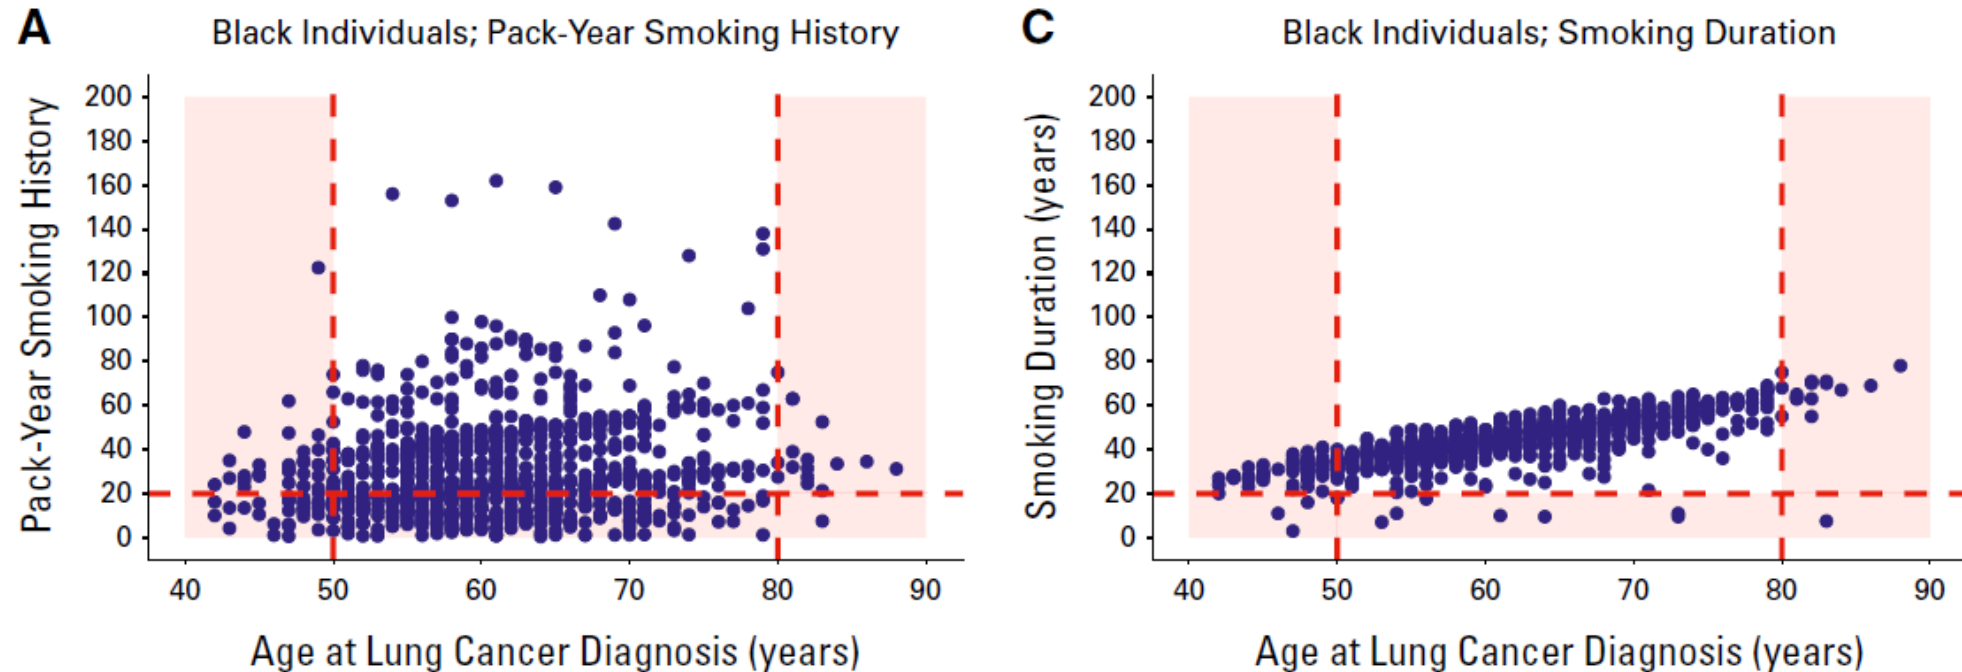 A
Black Individuals; Pack-Year Smoking History
Pack-Year Smoking History
200
180
160
140
120
100
80
60
40
20
0
40 50 60 70 80 90
Age at Lung Cancer Diagnosis (years)
C
Black Individuals; Smoking Duration
Smoking Duration (years)
200
180
160
140
120
100
80
60
40
20
0
40 50 60 70 80 90
Age at Lung Cancer Diagnosis (years)